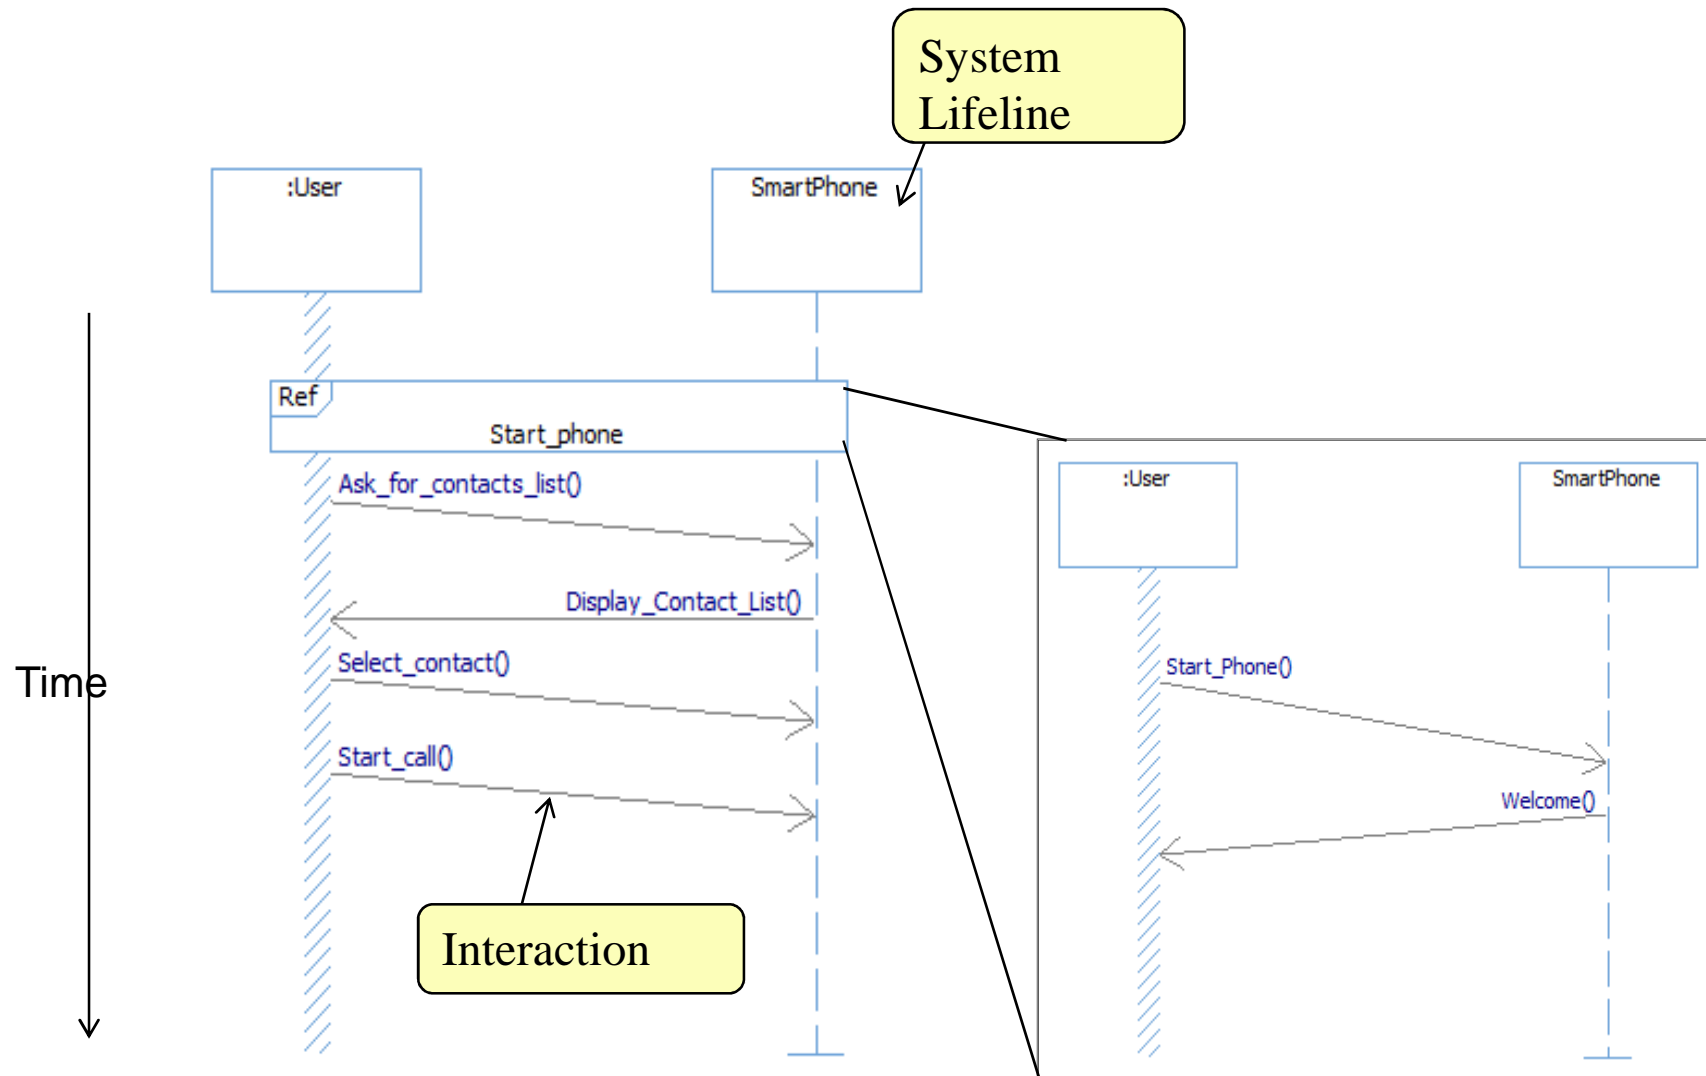 System
Lifeline
:User
SmartPhone
Ref
Start_phone
Ask_for_contacts_list()
Display_Contact_List()
Select_contact()
Time
Start_call()
Interaction
:User
SmartPhone
Start_Phone()
Welcome()